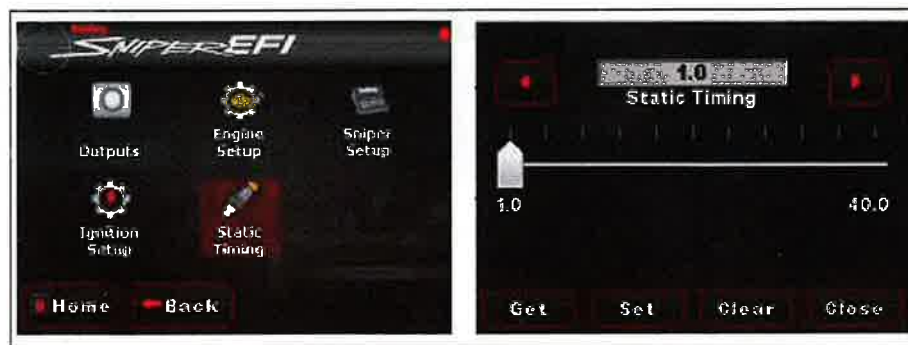 SNIPER EFI
Outputs
Engine Setup
Sniper Setup
Ignition Setup
Static Timing
Home
Back
1.0
Static Timing
1.0
40.0
Get
Set
Clear
Close